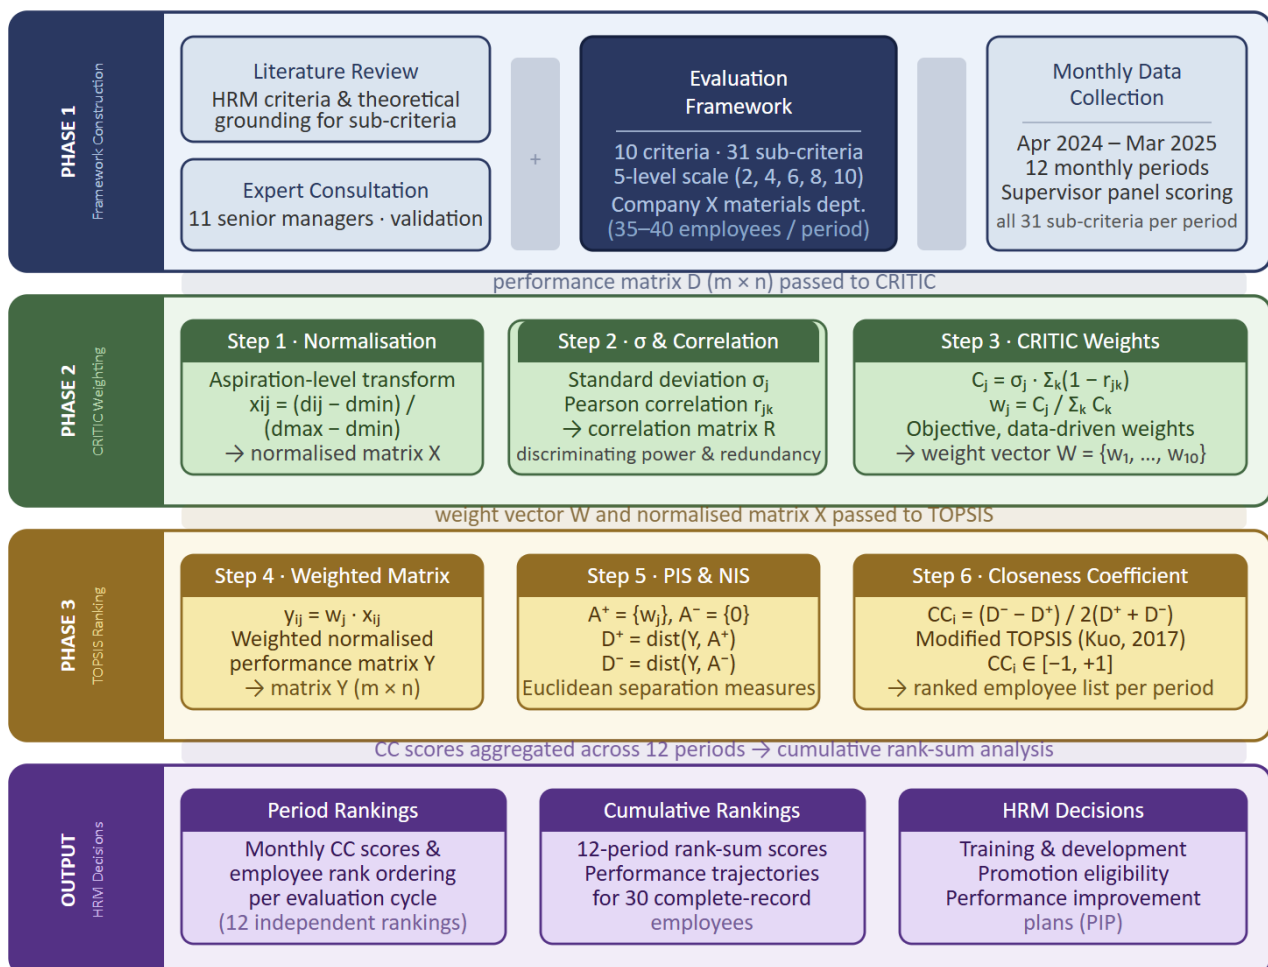 PHASE 1
Framework Construction
Literature Review
HRM criteria & theoretical
grounding for sub-criteria
Expert Consultation
11 senior managers · validation
+
Evaluation
Framework
10 criteria · 31 sub-criteria
5-level scale (2, 4, 6, 8, 10)
Company X materials dept.
(35–40 employees / period)
Monthly Data
Collection
Apr 2024 – Mar 2025
12 monthly periods
Supervisor panel scoring
all 31 sub-criteria per period
performance matrix D (m × n) passed to CRITIC
PHASE 2
CRITIC Weighting
Step 1 · Normalisation
Aspiration-level transform
xij = (dij − dmin) /
(dmax − dmin)
→ normalised matrix X
Step 2 · σ & Correlation
Standard deviation σⱼ
Pearson correlation rⱼₖ
→ correlation matrix R
discriminating power & redundancy
Step 3 · CRITIC Weights
Cⱼ = σⱼ · Σₖ(1 − rⱼₖ)
wⱼ = Cⱼ / Σₖ Cₖ
Objective, data-driven weights
→ weight vector W = {w₁, ..., w₁₀}
weight vector W and normalised matrix X passed to TOPSIS
PHASE 3
TOPSIS Ranking
Step 4 · Weighted Matrix
yᵢⱼ = wⱼ · xᵢⱼ
Weighted normalised
performance matrix Y
→ matrix Y (m × n)
Step 5 · PIS & NIS
A⁺ = {wⱼ}, A⁻ = {0}
D⁺ = dist(Y, A⁺)
D⁻ = dist(Y, A⁻)
Euclidean separation measures
Step 6 · Closeness Coefficient
CCᵢ = (D⁻ − D⁺) / 2(D⁺ + D⁻)
Modified TOPSIS (Kuo, 2017)
CCᵢ ∈ [−1, +1]
→ ranked employee list per period
CC scores aggregated across 12 periods → cumulative rank-sum analysis
OUTPUT
HRM Decisions
Period Rankings
Monthly CC scores &
employee rank ordering
per evaluation cycle
(12 independent rankings)
Cumulative Rankings
12-period rank-sum scores
Performance trajectories
for 30 complete-record
employees
HRM Decisions
Training & development
Promotion eligibility
Performance improvement
plans (PIP)